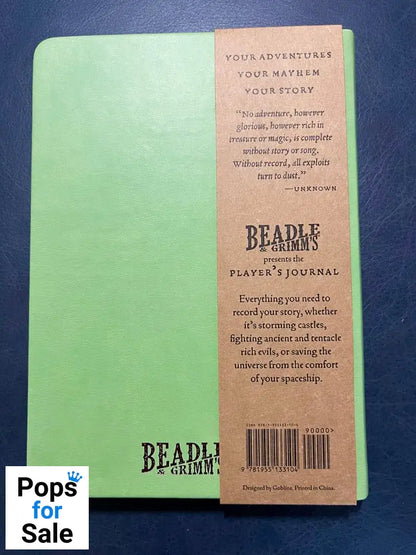 YOUR ADVENTURES
YOUR MAYHEM
YOUR STORY
"No adventure, however
glorious, however rich in
treasure or magic, is complete
without story or song.
Without record, all exploits
turn to dust."
—UNKNOWN
BEADLE
& GRIMM'S
presents the
PLAYER'S JOURNAL
Everything you need to
record your story, whether
it's storming castles,
fighting ancient and tentacle
rich evils, or saving the
universe from the comfort
of your spaceship.
90000>
9 781955 133104
Designed by Goblins. Printed in China.
BEADLE
& GRIMM'S
Pops
for
Sale